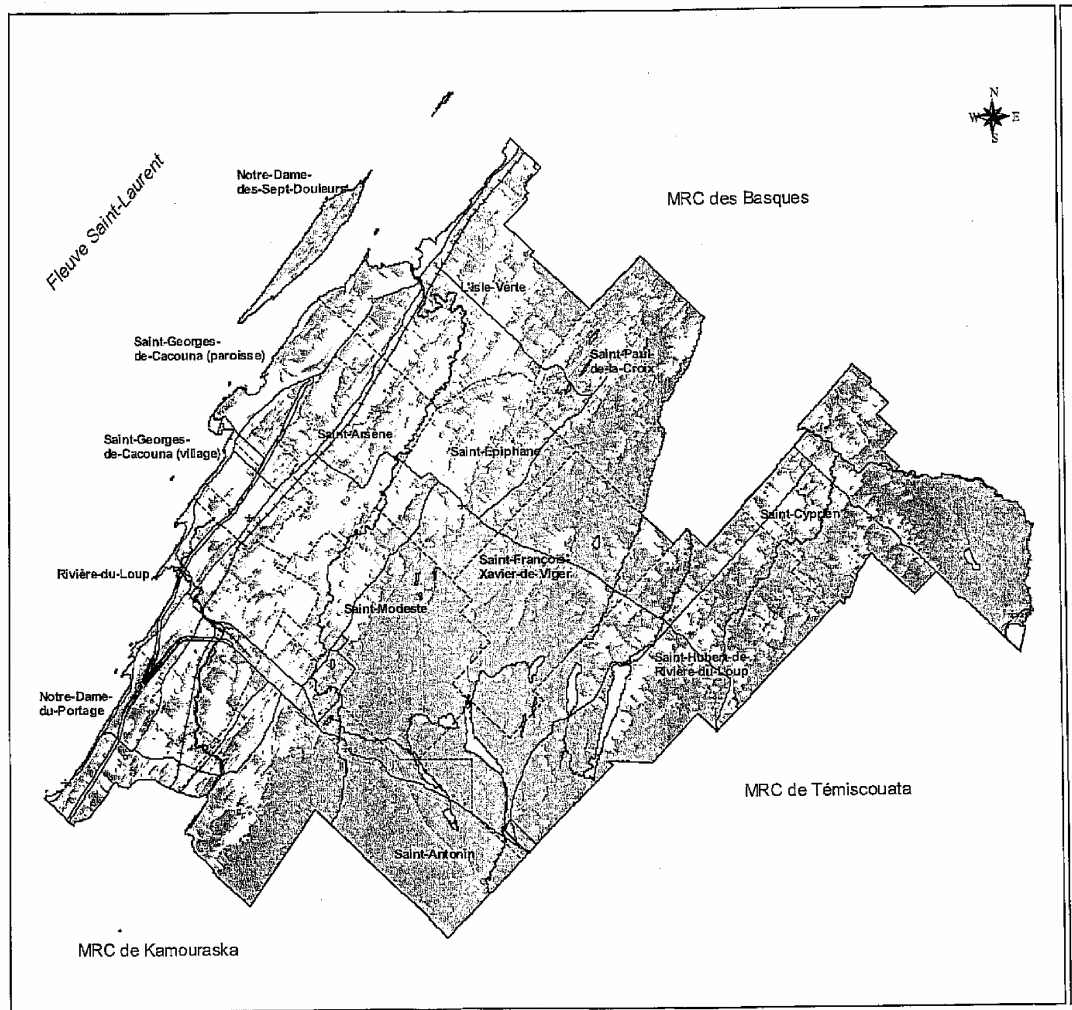 N
W E
S
Notre-Dame-
des-Sept-Douleurs
MRC des Basques
Fleuve Saint-Laurent
L'Isle-Verte
Saint-Georges-
de-Cacouna (paroisse)
Saint-Paul-
de-la-Croix
Saint-Arsène
Saint-Georges-
de-Cacouna (village)
Saint-Épiphane
Saint-Cyprien
Rivière-du-Loup
Saint-François-
Xavier-de-Viger
Saint-Modeste
Saint-Hubert-de-
Rivière-du-Loup
Notre-Dame-
du-Portage
MRC de Témiscouata
Saint-Antonin
MRC de Kamouraska